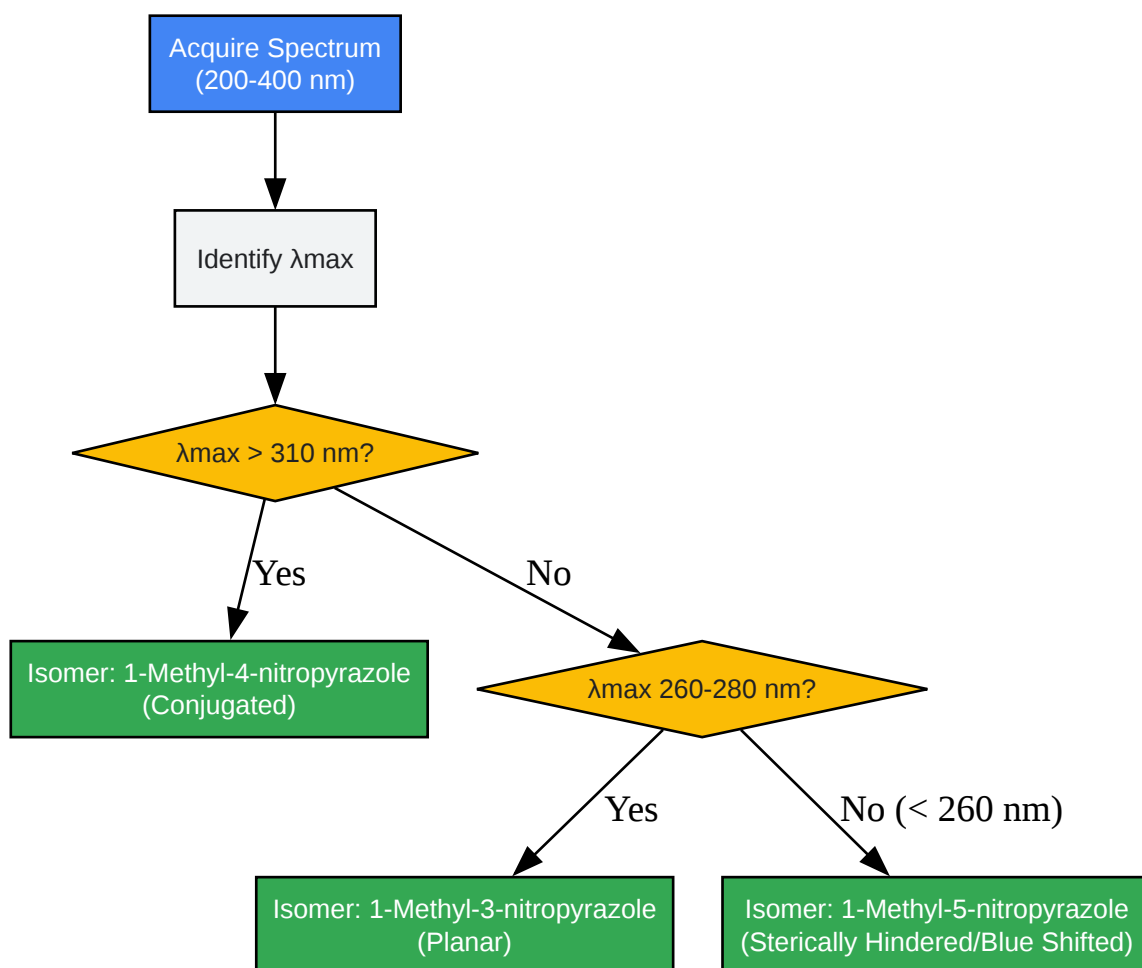 Acquire Spectrum
(200-400 nm)
Identify λmax
λmax > 310 nm?
Yes
No
Isomer: 1-Methyl-4-nitropyrazole
(Conjugated)
λmax 260-280 nm?
Yes
No (< 260 nm)
Isomer: 1-Methyl-3-nitropyrazole
(Planar)
Isomer: 1-Methyl-5-nitropyrazole
(Sterically Hindered/Blue Shifted)